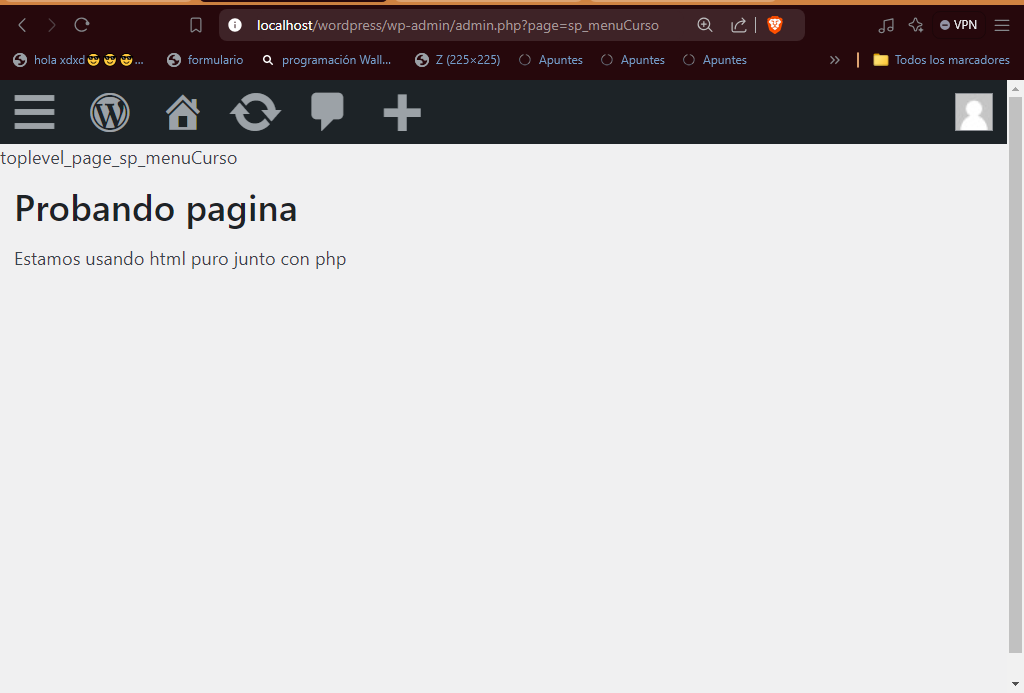 localhost/wordpress/wp-admin/admin.php?page=sp_menuCurso
VPN
hola xdxd😎😎😎...
formulario
programación Wall...
Z (225×225)
Apuntes
Apuntes
Apuntes
Todos los marcadores
toplevel_page_sp_menuCurso
Probando pagina
Estamos usando html puro junto con php